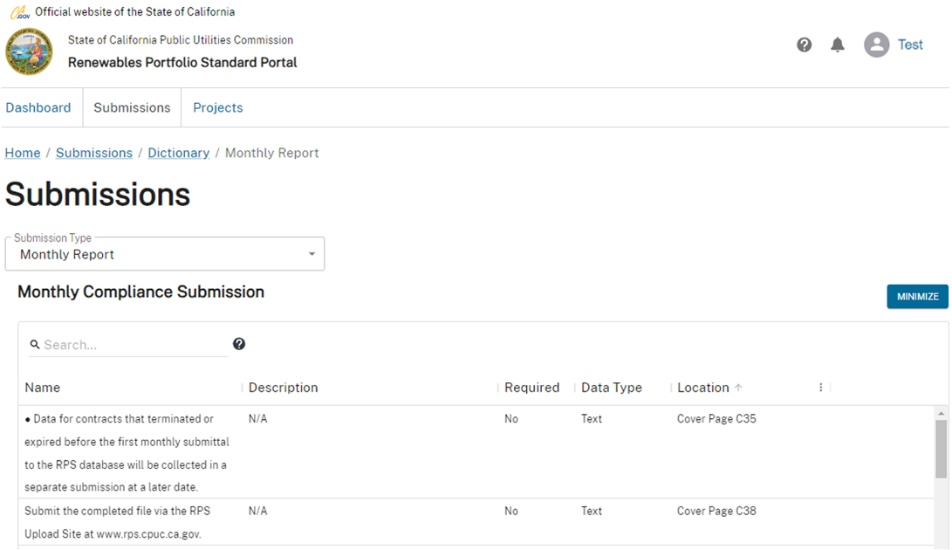 CA.GOV Official website of the State of California
State of California Public Utilities Commission
Renewables Portfolio Standard Portal
Test
Dashboard Submissions Projects
Home / Submissions / Dictionary / Monthly Report
Submissions
Submission Type
Monthly Report
Monthly Compliance Submission
MINIMIZE
Search...
Name Description Required Data Type Location
• Data for contracts that terminated or N/A No Text Cover Page C35
expired before the first monthly submittal
to the RPS database will be collected in a
separate submission at a later date.
Submit the completed file via the RPS N/A No Text Cover Page C38
Upload Site at www.rps.cpuc.ca.gov.